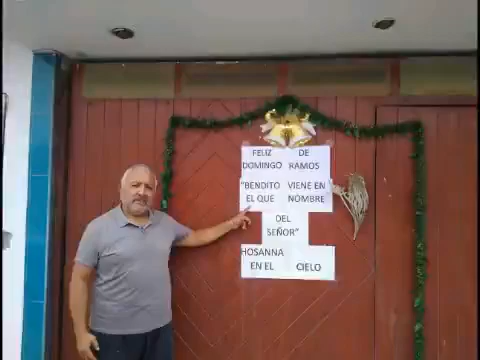 FELIZ DE
DOMINGO RAMOS
"BENDITO VIENE EN
EL QUE NOMBRE
DEL
SEÑOR"
HOSANNA
EN EL CIELO